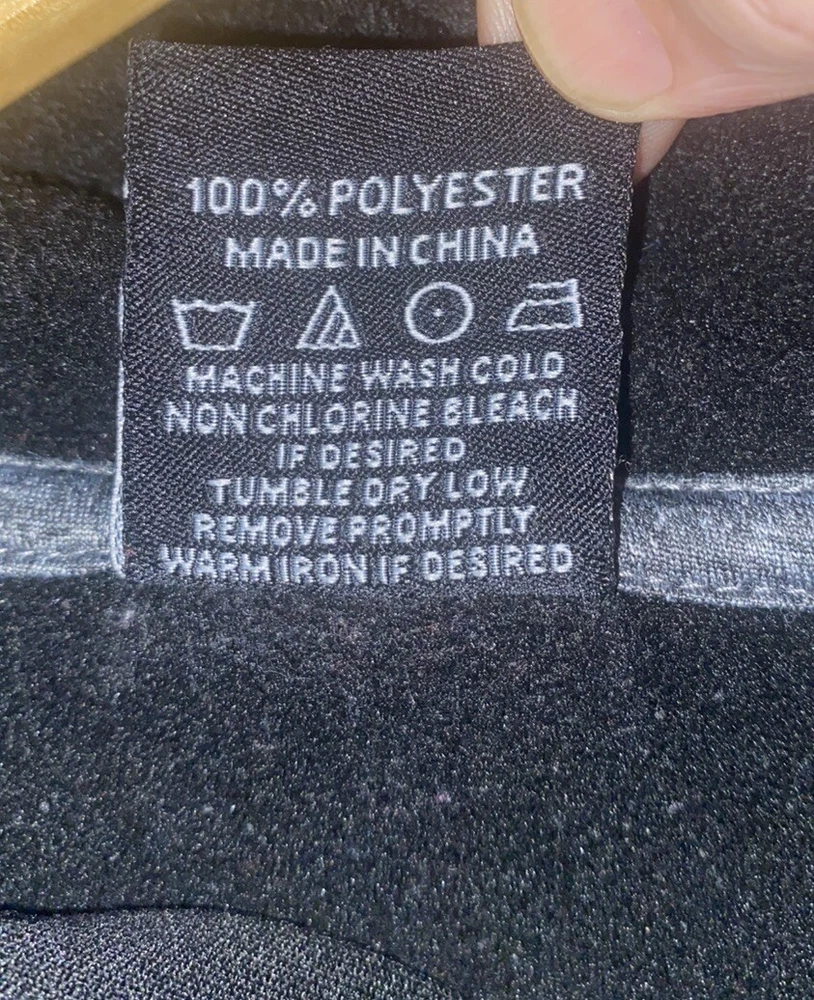 100% POLYESTER
MADE IN CHINA
MACHINE WASH COLD
NON CHLORINE BLEACH
IF DESIRED
TUMBLE DRY LOW
REMOVE PROMPTLY
WARM IRON IF DESIRED